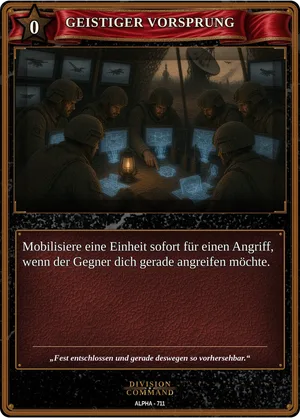 0
GEISTIGER VORSPRUNG
Mobilisiere eine Einheit sofort für einen Angriff,
wenn der Gegner dich gerade angreifen möchte.
„Fest entschlossen und gerade deswegen so vorhersehbar.“
DIVISION
COMMAND
ALPHA - 711